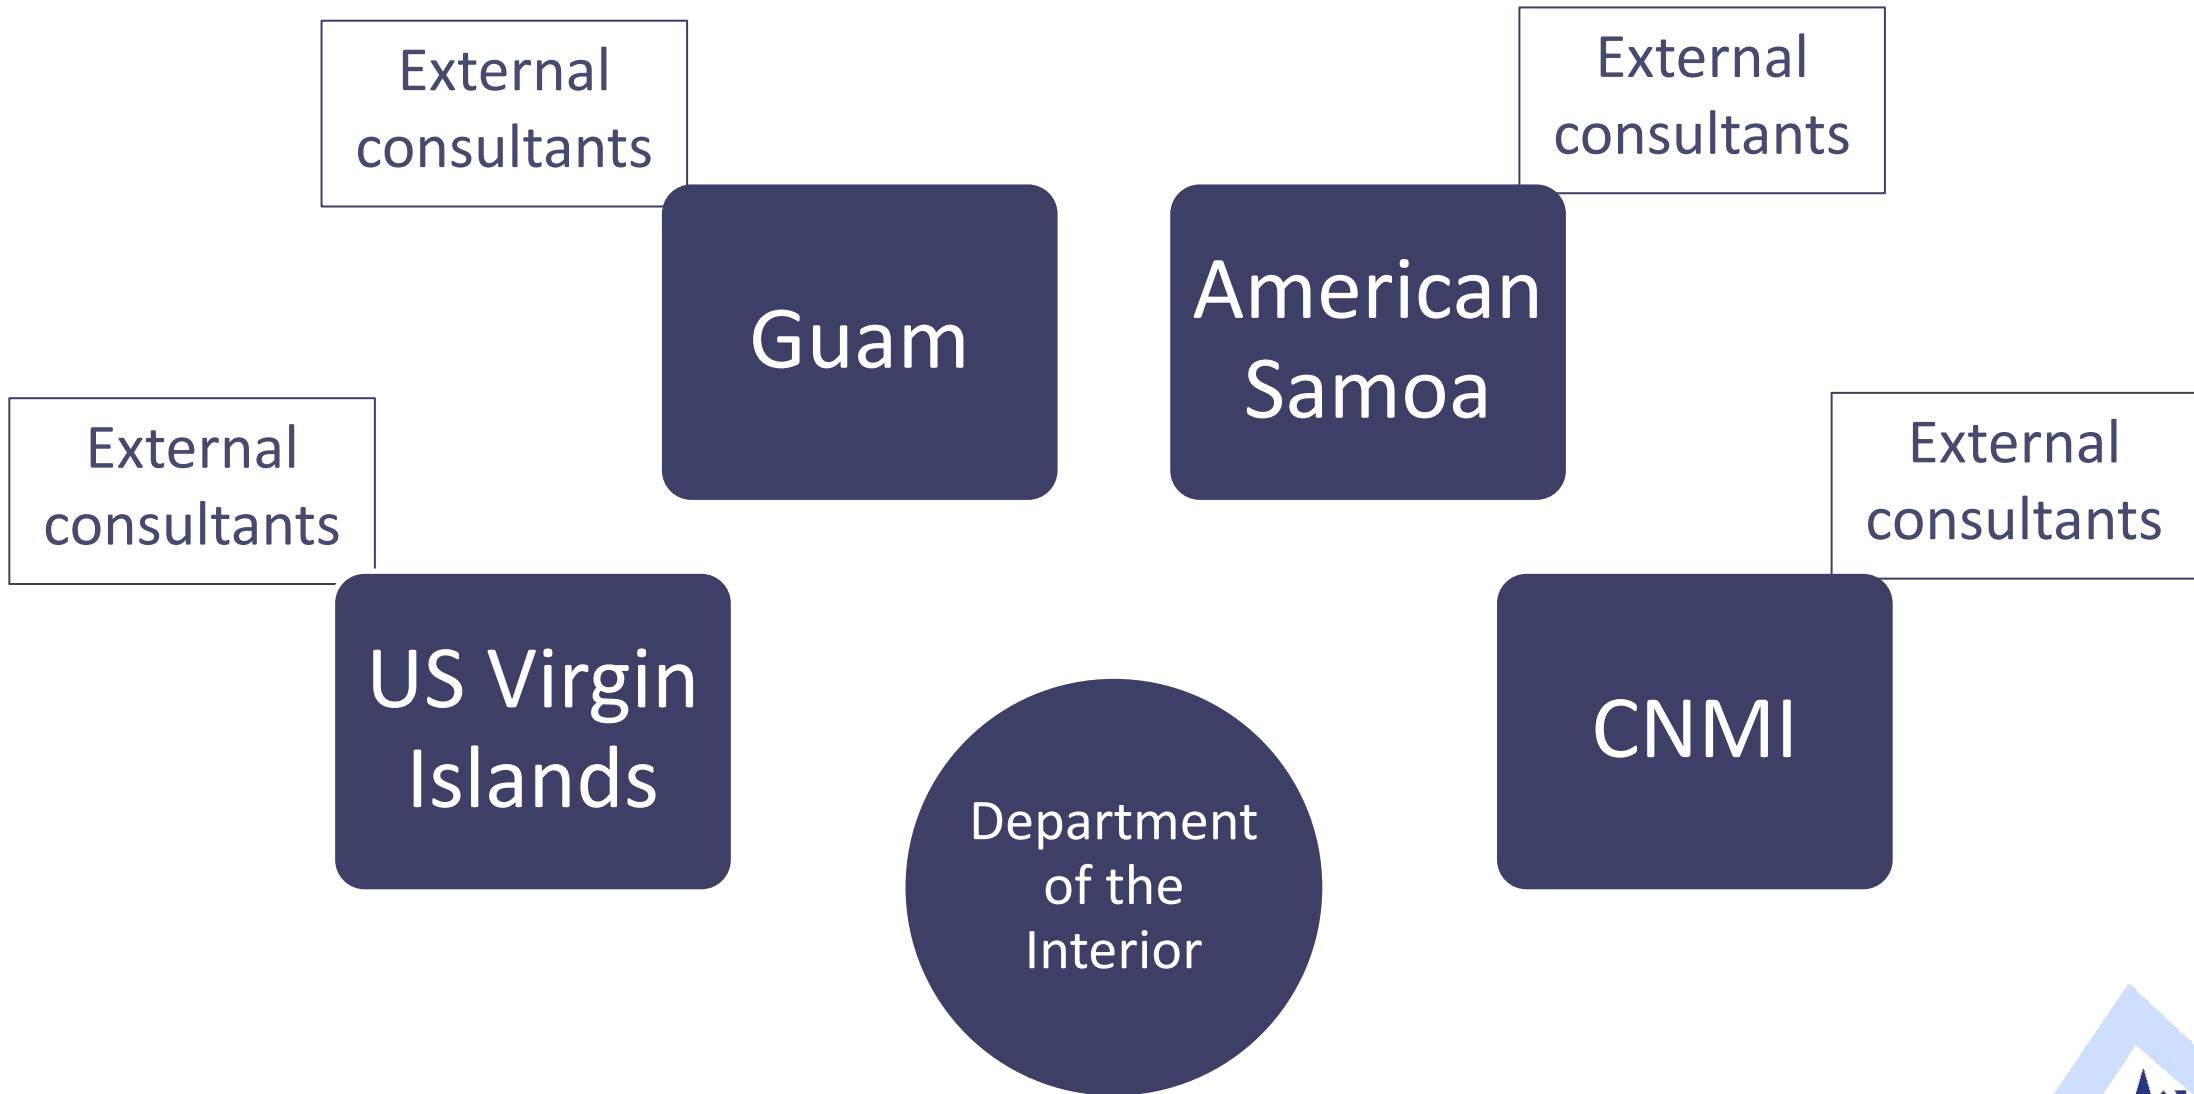 External
consultants
External
consultants
Guam
American
Samoa
External
consultants
External
consultants
US Virgin
Islands
CNMI
Department
of the
Interior